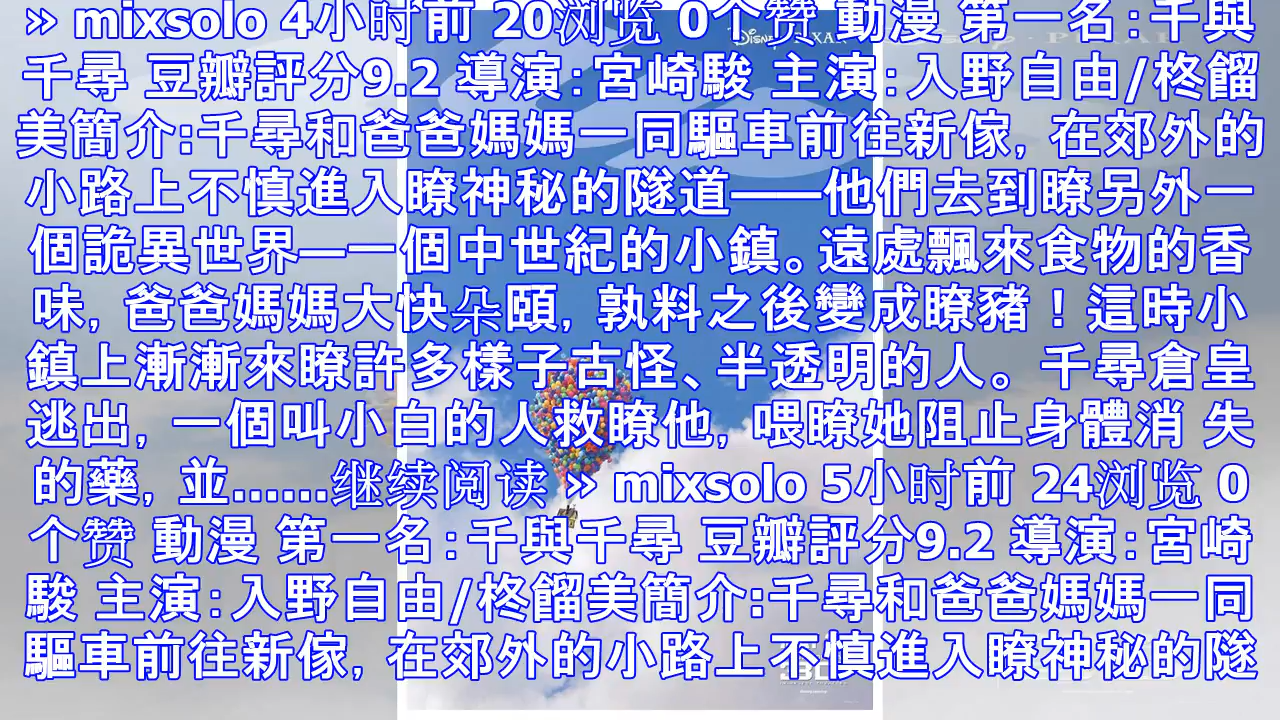 » mixsolo 4小时前 20浏览 0个赞 動漫 第一名：千與
千尋 豆瓣評分9.2 導演：宮崎駿 主演：入野自由/柊餾
美簡介:千尋和爸爸媽媽一同驅車前往新傢，在郊外的
小路上不慎進入瞭神秘的隧道——他們去到瞭另外一
個詭異世界—一個中世紀的小鎮。遠處飄來食物的香
味，爸爸媽媽大快朵頤，孰料之後變成瞭豬！這時小
鎮上漸漸來瞭許多樣子古怪、半透明的人。千尋倉皇
逃出，一個叫小白的人救瞭他，喂瞭她阻止身體消 失
的藥，並……继续阅读 » mixsolo 5小时前 24浏览 0
个赞 動漫 第一名：千與千尋 豆瓣評分9.2 導演：宮崎
駿 主演：入野自由/柊餾美簡介:千尋和爸爸媽媽一同
驅車前往新傢，在郊外的小路上不慎進入瞭神秘的隧
Disney · PIXAR